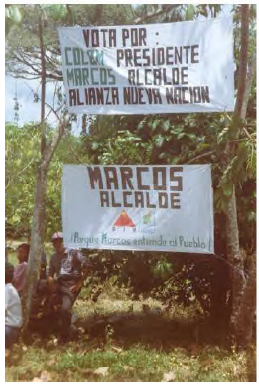 VOTA POR :
COLOM PRESIDENTE
MARCOS ALCALDE
ALIANZA NUEVA NACION
MARCOS
ALCALDE
¡Porque Marcos entiende al Pueblo!